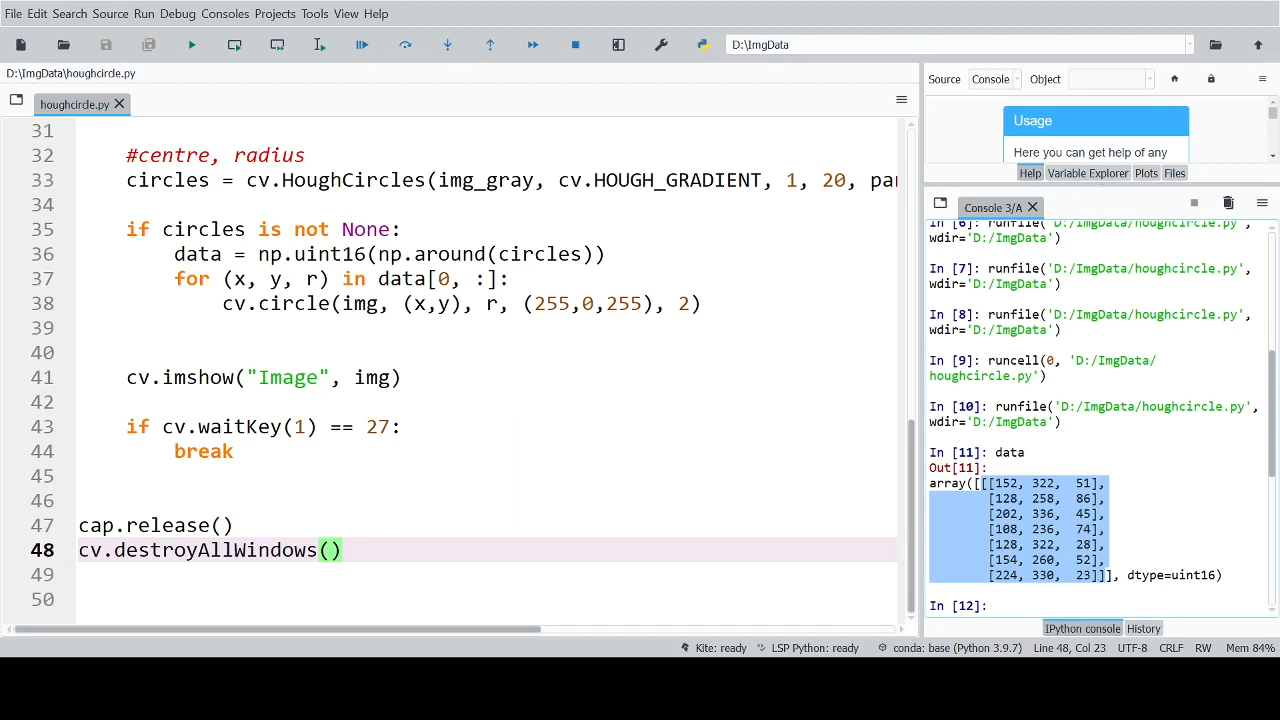 File Edit Search Source Run Debug Consoles Projects Tools View Help
D:\ImgData
D:\ImgData\houghcircle.py
houghcircle.py
31
32 #centre, radius
33 circles = cv.HoughCircles(img_gray, cv.HOUGH_GRADIENT, 1, 20, par
34
35 if circles is not None:
36 data = np.uint16(np.around(circles))
37 for (x, y, r) in data[0, :]:
38 cv.circle(img, (x,y), r, (255,0,255), 2)
39
40
41 cv.imshow("Image", img)
42
43 if cv.waitKey(1) == 27:
44 break
45
46
47 cap.release()
48 cv.destroyAllWindows()
49
50
Source Console Object
Usage
Here you can get help of any
Help Variable Explorer Plots Files
Console 3/A
In [6]: runfile('D:/ImgData/houghcircle.py',
wdir='D:/ImgData')
In [7]: runfile('D:/ImgData/houghcircle.py',
wdir='D:/ImgData')
In [8]: runfile('D:/ImgData/houghcircle.py',
wdir='D:/ImgData')
In [9]: runcell(0, 'D:/ImgData/
houghcircle.py')
In [10]: runfile('D:/ImgData/houghcircle.py',
wdir='D:/ImgData')
In [11]: data
Out[11]:
array([[[152, 322, 51],
[128, 258, 86],
[202, 336, 45],
[108, 236, 74],
[128, 322, 28],
[154, 260, 52],
[224, 330, 23]]], dtype=uint16)
In [12]:
IPython console History
Kite: ready LSP Python: ready conda: base (Python 3.9.7) Line 48, Col 23 UTF-8 CRLF RW Mem 84%